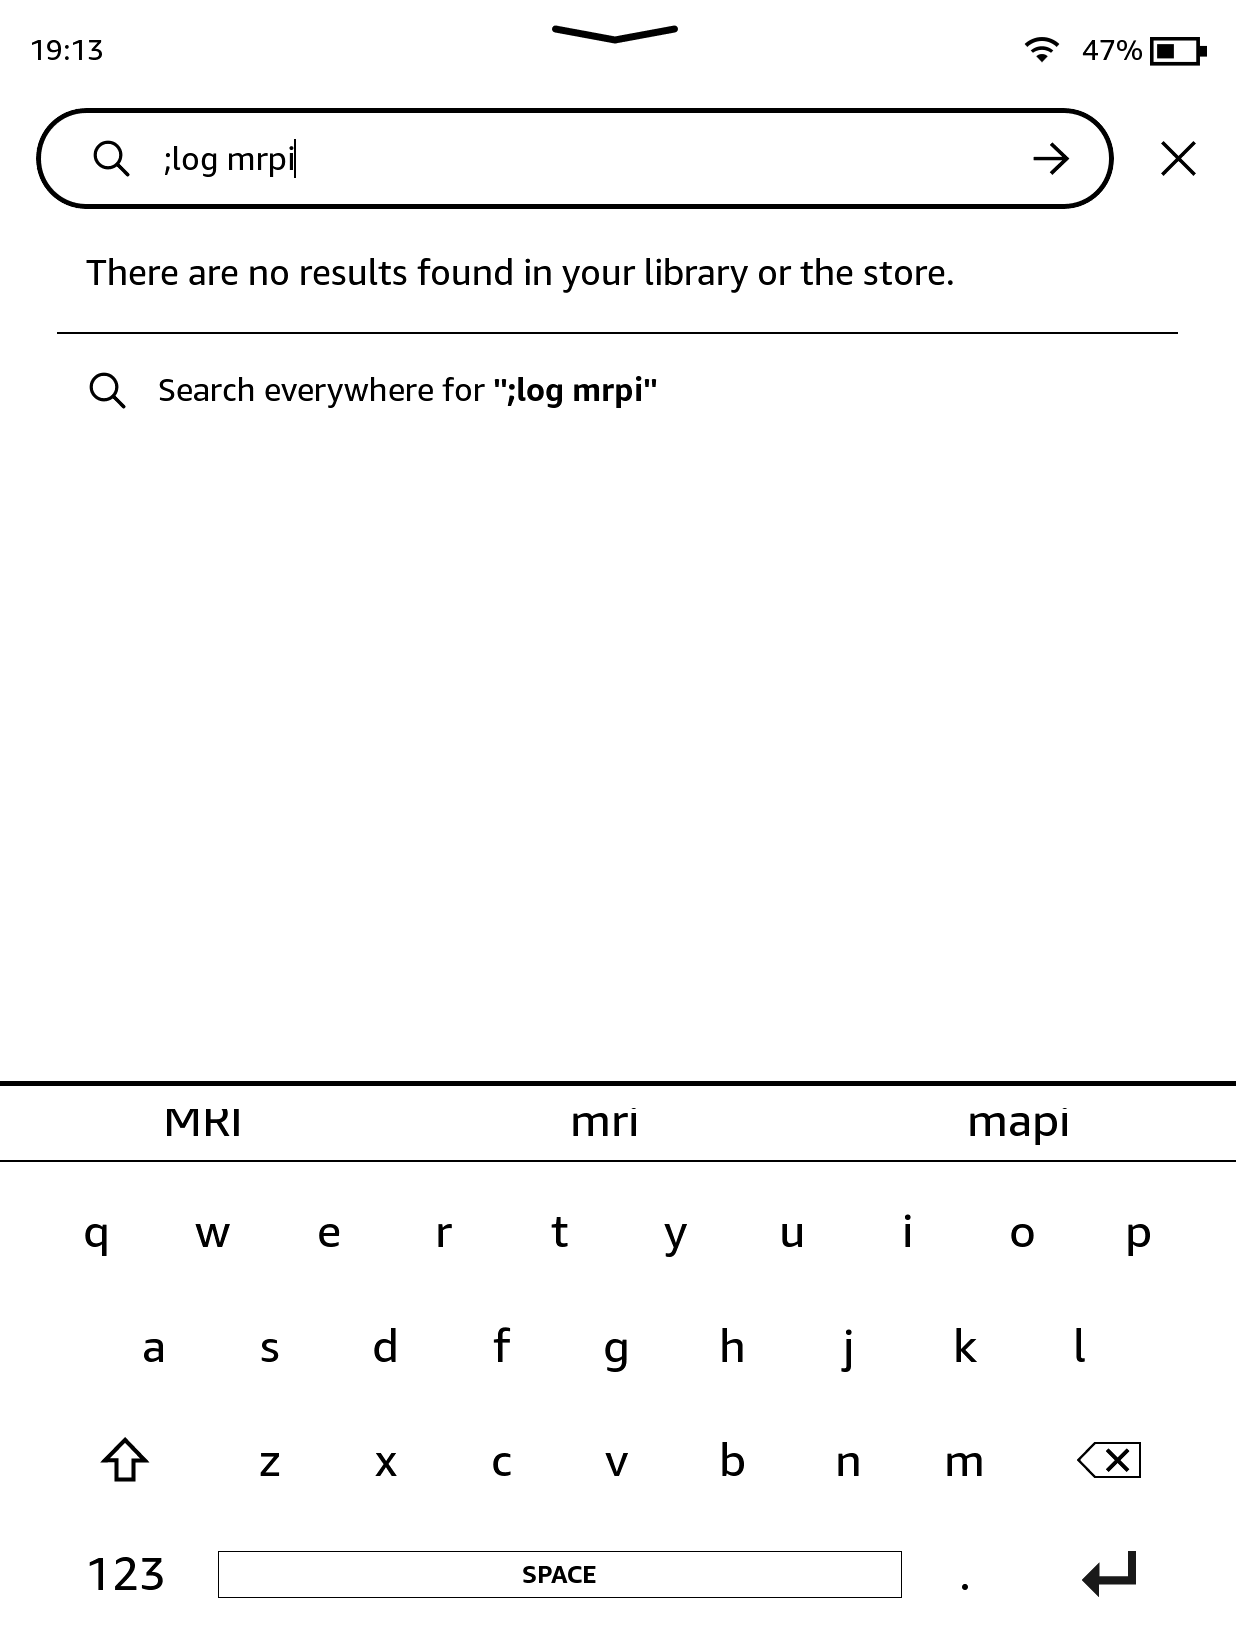 19:13
47%
;log mrpi
There are no results found in your library or the store.
Search everywhere for ";log mrpi"
MRI mri mapi
q w e r t y u i o p
a s d f g h j k l
z x c v b n m
123 SPACE .